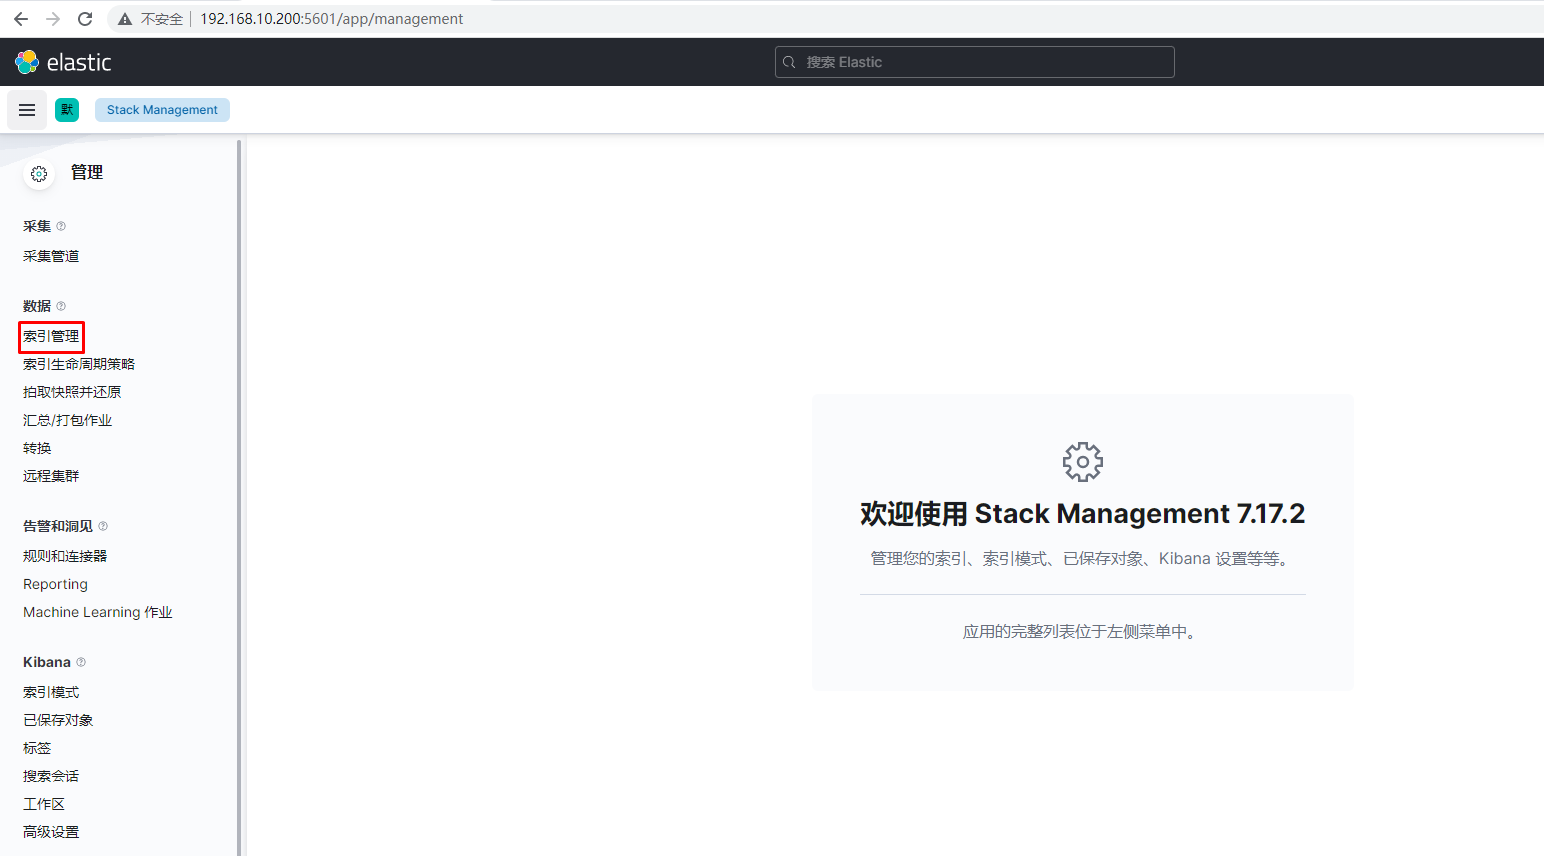 不安全 192.168.10.200:5601/app/management
elastic
搜索 Elastic
默
Stack Management
管理
采集
采集管道
数据
索引管理
索引生命周期策略
拍取快照并还原
汇总/打包作业
转换
远程集群
告警和洞见
规则和连接器
Reporting
Machine Learning 作业
Kibana
索引模式
已保存对象
标签
搜索会话
工作区
高级设置
欢迎使用 Stack Management 7.17.2
管理您的索引、索引模式、已保存对象、Kibana 设置等等。
应用的完整列表位于左侧菜单中。